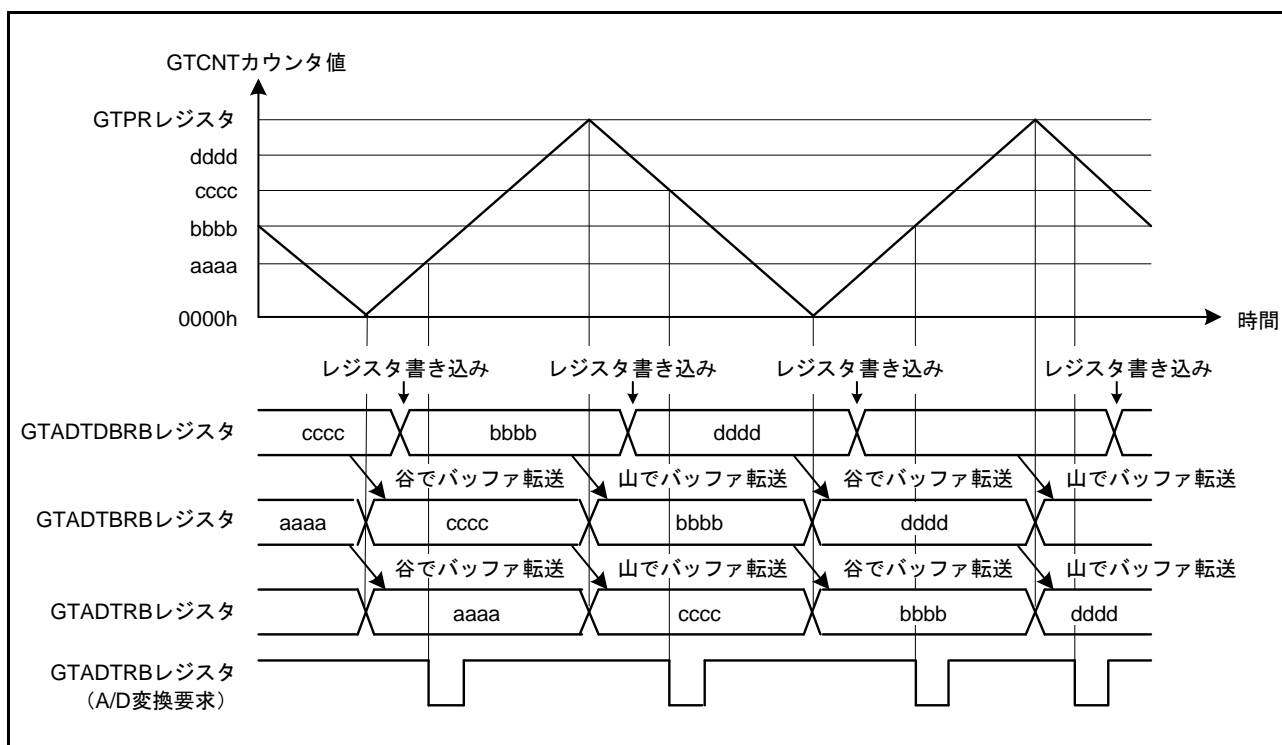 GTCNTカウンタ値
GTPRレジスタ
dddd
cccc
bbbb
aaaa
0000h
時間
レジスタ書き込み レジスタ書き込み レジスタ書き込み レジスタ書き込み
GTADTDBRBレジスタ cccc bbbb dddd
谷でバッファ転送 山でバッファ転送 谷でバッファ転送 山でバッファ転送
GTADTBRBレジスタ aaaa cccc bbbb dddd
谷でバッファ転送 山でバッファ転送 谷でバッファ転送 山でバッファ転送
GTADTRBレジスタ aaaa cccc bbbb dddd
GTADTRBレジスタ
（A/D変換要求）